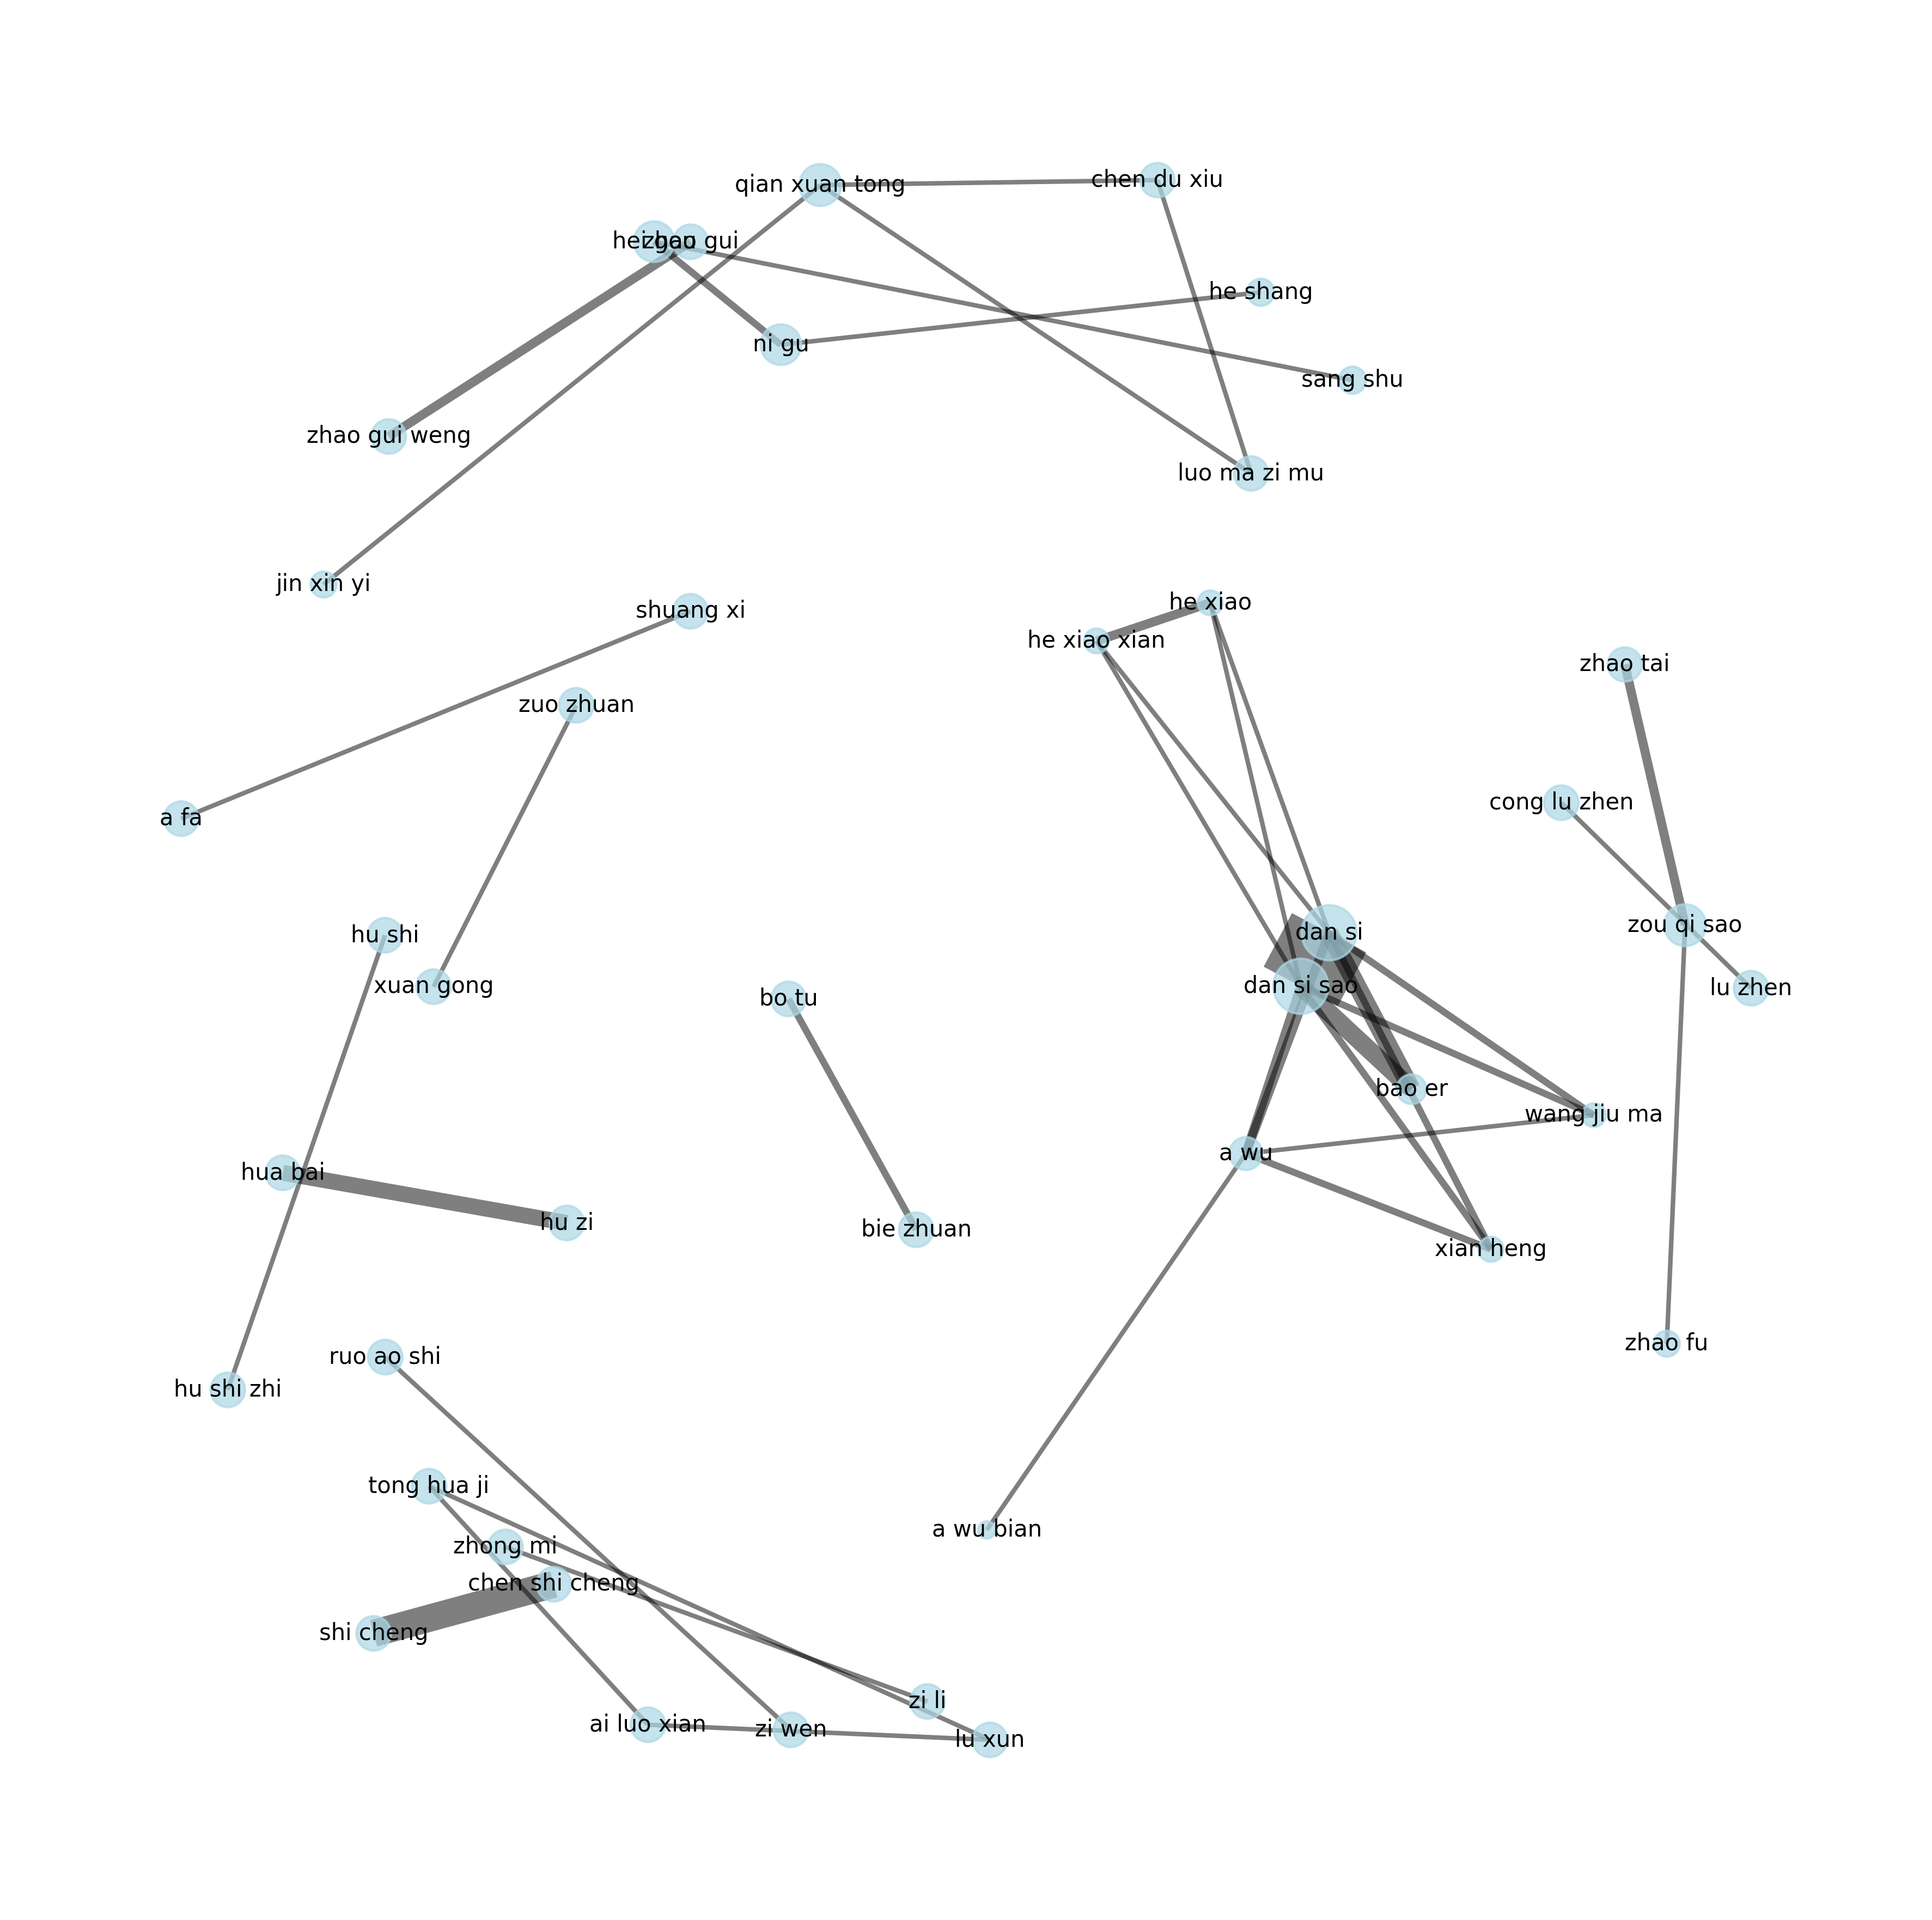 chen du xiu
qian xuan tong
hei
zhao gui
he shang
ni gu
sang shu
zhao gui weng
luo ma zi mu
jin xin yi
he xiao
shuang xi
he xiao xian
zhao tai
zuo zhuan
cong lu zhen
a fa
zou qi sao
dan si
hu shi
dan si sao
xuan gong
lu zhen
bo tu
bao er
wang jiu ma
a wu
hua bai
hu zi
bie zhuan
xian heng
zhao fu
ruo ao shi
hu shi zhi
tong hua ji
a wu bian
zhong mi
chen shi cheng
shi cheng
zi li
ai luo xian
zi wen
lu xun